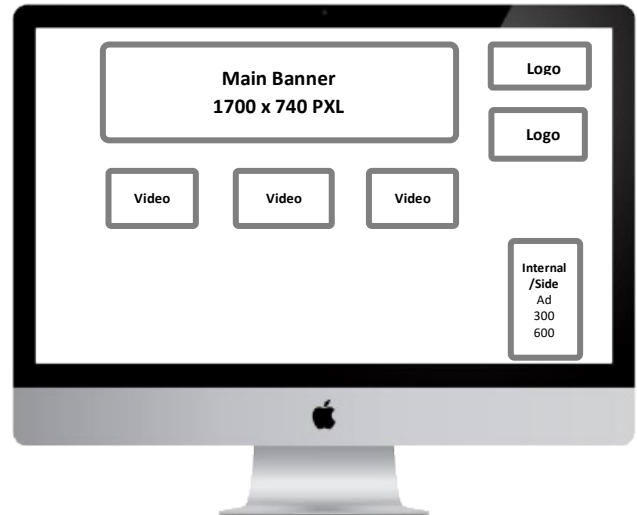 Main Banner
1700 x 740 PXL
Logo
Logo
Video
Video
Video
Internal
/Side
Ad
300
600